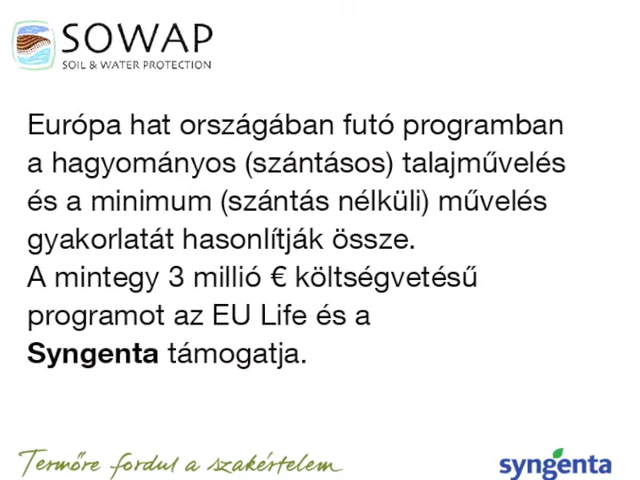 SOWAP
SOIL & WATER PROTECTION
Európa hat országában futó programban
a hagyományos (szántásos) talajművelés
és a minimum (szántás nélküli) művelés
gyakorlatát hasonlítják össze.
A mintegy 3 millió € költségvetésű
programot az EU Life és a
Syngenta támogatja.
Termőre fordul a szakértelem
syngenta